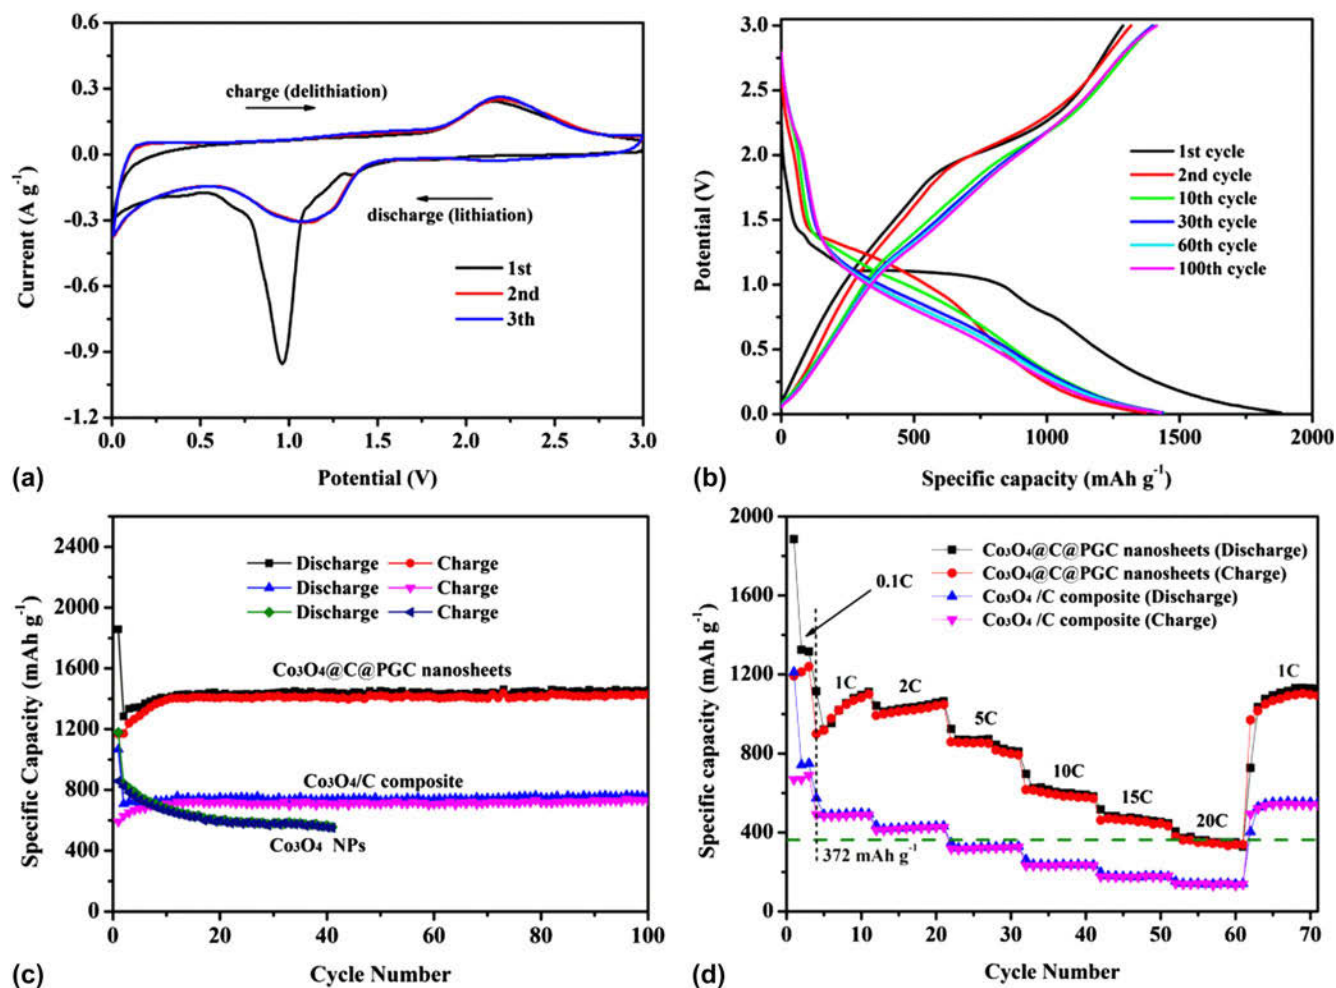 0.6
0.3
0.0
-0.3
-0.6
-0.9
-1.2
Current (A g⁻¹)
charge (delithiation)
discharge (lithiation)
1st
2nd
3th
0.0 0.5 1.0 1.5 2.0 2.5 3.0
Potential (V)
(a)
3.0
2.5
2.0
1.5
1.0
0.5
0.0
Potential (V)
1st cycle
2nd cycle
10th cycle
30th cycle
60th cycle
100th cycle
0 500 1000 1500 2000
Specific capacity (mAh g⁻¹)
(b)
2400
2000
1600
1200
800
400
0
Specific Capacity (mAh g⁻¹)
Discharge Charge
Discharge Charge
Discharge Charge
Co₃O₄@C@PGC nanosheets
Co₃O₄/C composite
Co₃O₄ NPs
0 20 40 60 80 100
Cycle Number
(c)
2000
1600
1200
800
400
0
Specific capacity (mAh g⁻¹)
Co₃O₄@C@PGC nanosheets (Discharge)
Co₃O₄@C@PGC nanosheets (Charge)
Co₃O₄ /C composite (Discharge)
Co₃O₄ /C composite (Charge)
0.1C
1C
2C
5C
10C
15C
20C
1C
372 mAh g⁻¹
0 10 20 30 40 50 60 70
Cycle Number
(d)